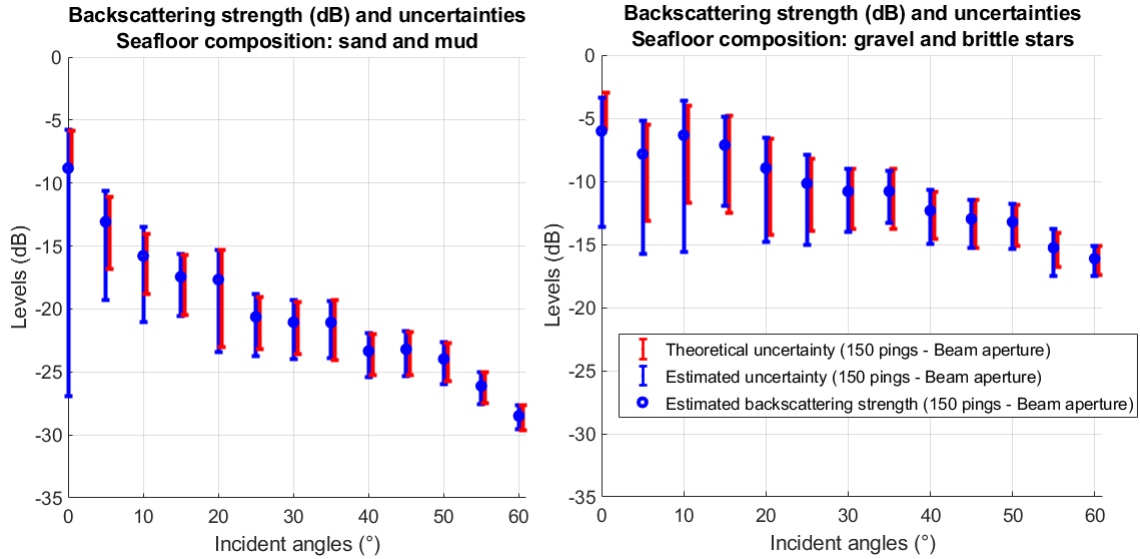 Backscattering strength (dB) and uncertainties
Seafloor composition: sand and mud
0
-5
-10
-15
-20
-25
-30
-35
Levels (dB)
0
10
20
30
40
50
60
Incident angles (°)
Backscattering strength (dB) and uncertainties
Seafloor composition: gravel and brittle stars
0
-5
-10
-15
-20
-25
-30
-35
Levels (dB)
Theoretical uncertainty (150 pings - Beam aperture)
Estimated uncertainty (150 pings - Beam aperture)
Estimated backscattering strength (150 pings - Beam aperture)
0
10
20
30
40
50
60
Incident angles (°)